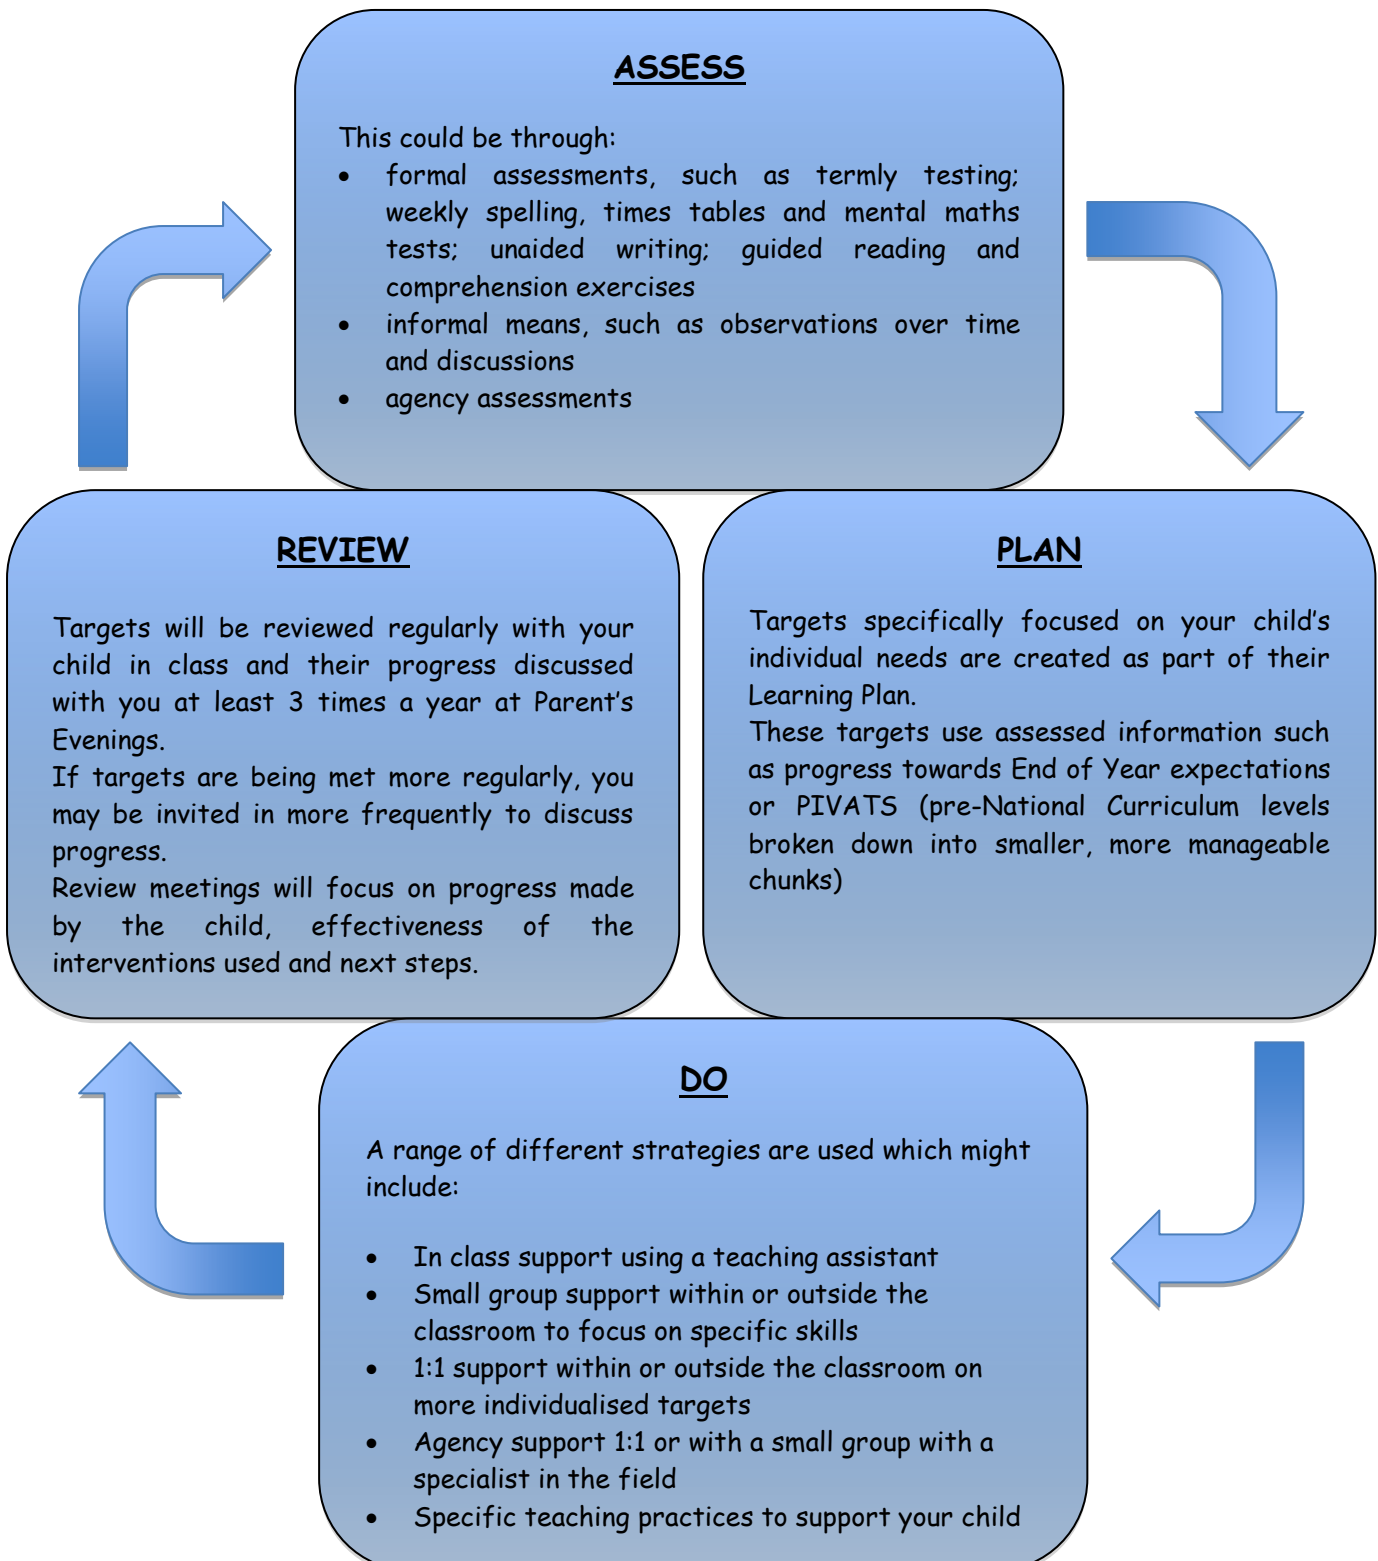 ASSESS
This could be through:
• formal assessments, such as termly testing;
weekly spelling, times tables and mental maths
tests; unaided writing; guided reading and
comprehension exercises
• informal means, such as observations over time
and discussions
• agency assessments
PLAN
Targets specifically focused on your child's
individual needs are created as part of their
Learning Plan.
These targets use assessed information such
as progress towards End of Year expectations
or PIVATS (pre-National Curriculum levels
broken down into smaller, more manageable
chunks)
DO
A range of different strategies are used which might
include:
• In class support using a teaching assistant
• Small group support within or outside the
classroom to focus on specific skills
• 1:1 support within or outside the classroom on
more individualised targets
• Agency support 1:1 or with a small group with a
specialist in the field
• Specific teaching practices to support your child
REVIEW
Targets will be reviewed regularly with your
child in class and their progress discussed
with you at least 3 times a year at Parent's
Evenings.
If targets are being met more regularly, you
may be invited in more frequently to discuss
progress.
Review meetings will focus on progress made
by the child, effectiveness of the
interventions used and next steps.